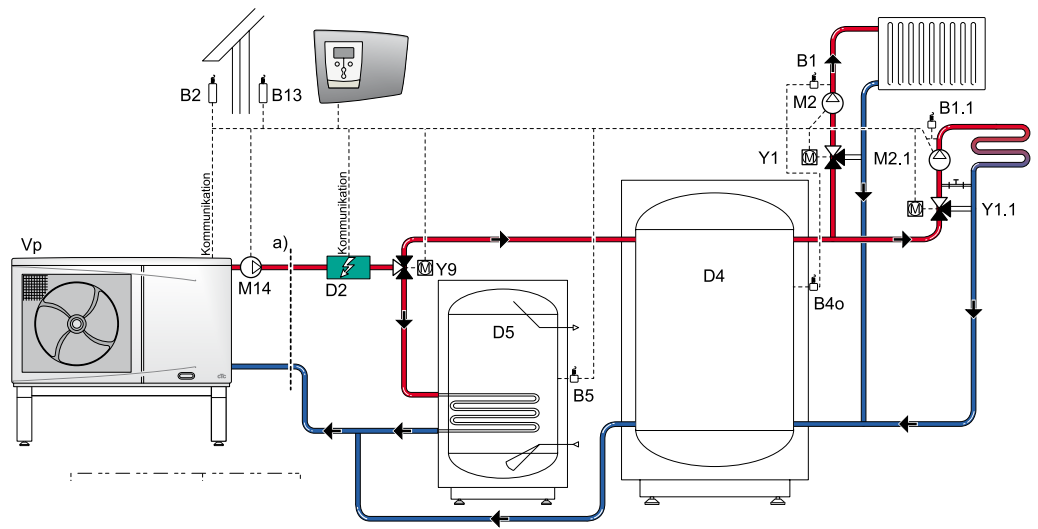 B1
B2
B13
M2
B1.1
Y1
M2.1
Kommunikation
Kommunikation
Y1.1
Vp
a)
M
M
M
M14
D2
Y9
D4
B4o
D5
B5
ctc